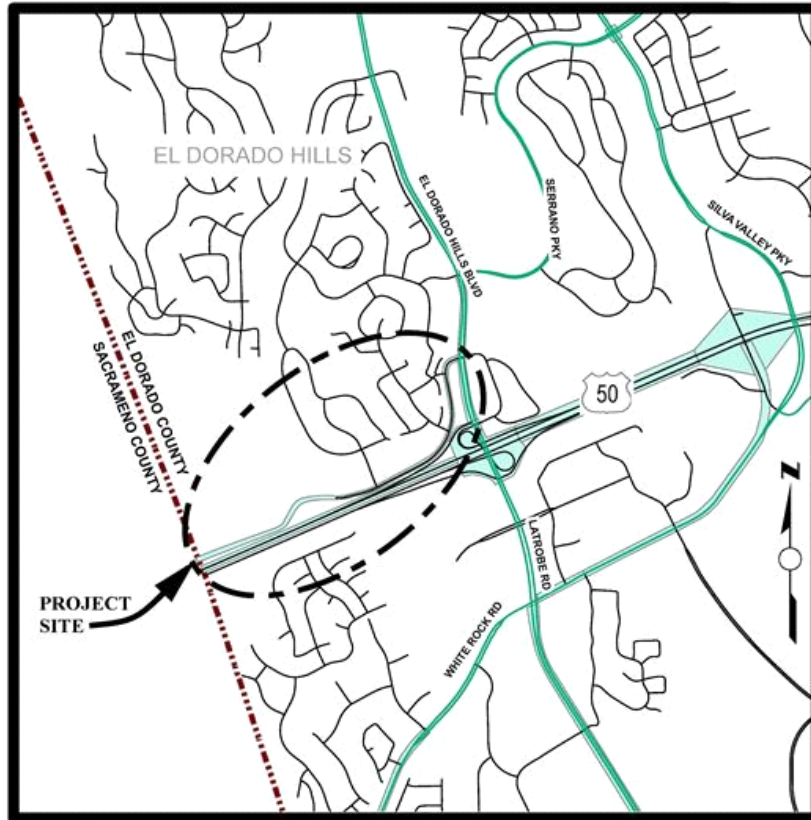 EL DORADO HILLS
EL DORADO HILLS BLVD
SERRANO PKY
SILVA VALLEY PKY
EL DORADO COUNTY
SACRAMENO COUNTY
50
N
LATROBE RD
PROJECT
SITE
WHITE ROCK RD